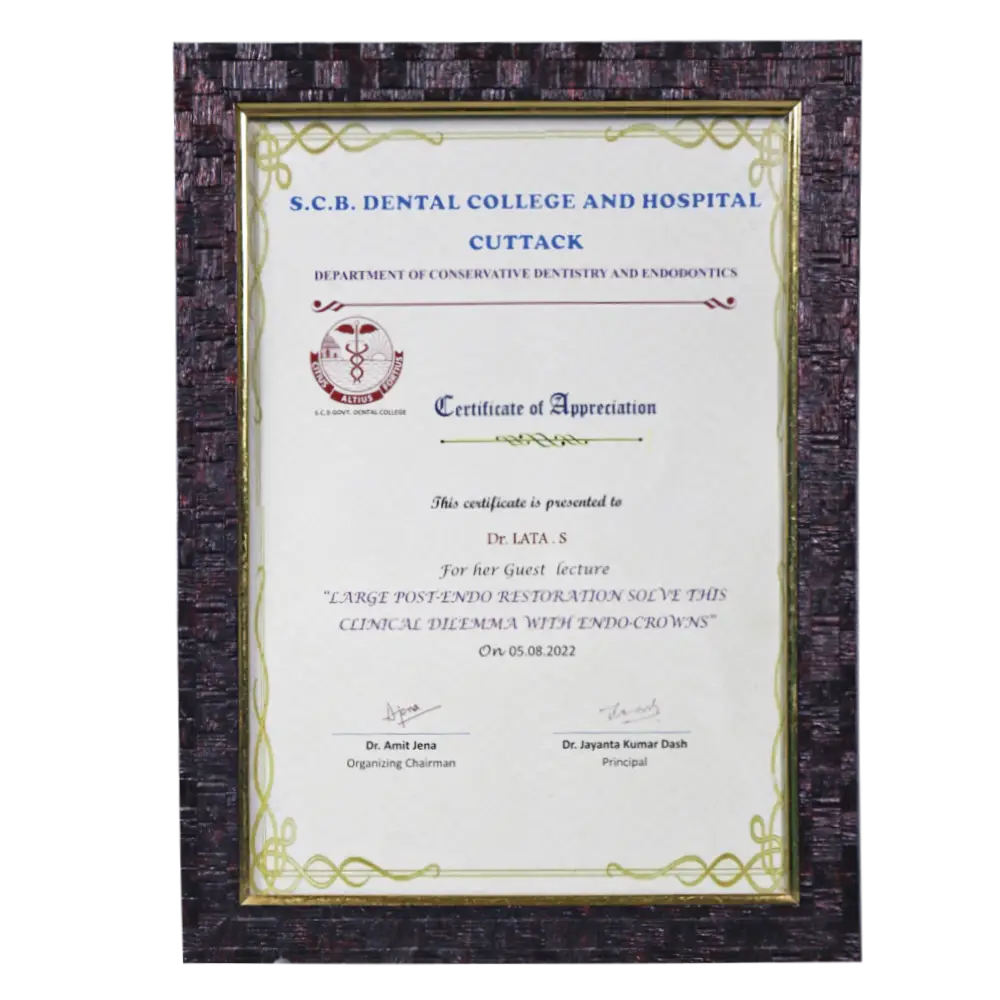 S.C.B. DENTAL COLLEGE AND HOSPITAL
CUTTACK
DEPARTMENT OF CONSERVATIVE DENTISTRY AND ENDODONTICS
CITIUS ALTIUS FORTIUS
S.C.B GOVT. DENTAL COLLEGE
Certificate of Appreciation
This certificate is presented to
Dr. LATA . S
For her Guest lecture
"LARGE POST-ENDO RESTORATION SOLVE THIS
CLINICAL DILEMMA WITH ENDO-CROWNS"
On 05.08.2022
Dr. Amit Jena
Organizing Chairman
Dr. Jayanta Kumar Dash
Principal